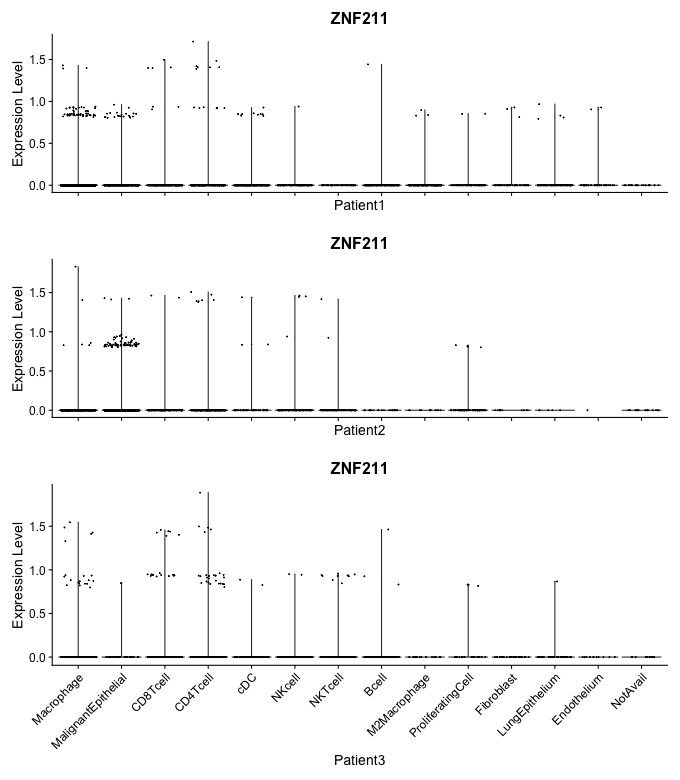 ZNF211
Expression Level
1.5
1.0
0.5
0.0
Patient1
ZNF211
Expression Level
1.5
1.0
0.5
0.0
Patient2
ZNF211
Expression Level
1.5
1.0
0.5
0.0
Macrophage
MalignantEpithelial
CD8Tcell
CD4Tcell
cDC
NKcell
NKTcell
Bcell
M2Macrophage
ProliferatingCell
Fibroblast
LungEpithelium
Endothelium
NotAvail
Patient3